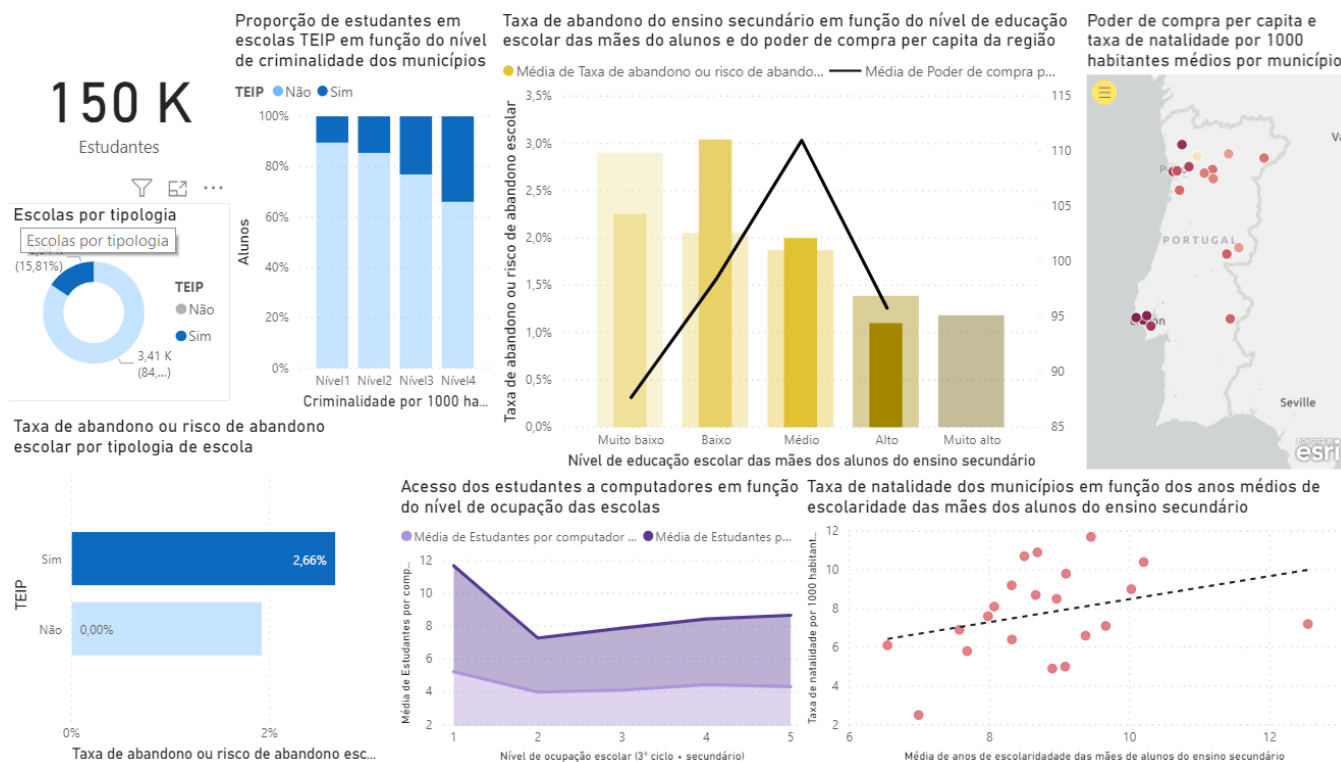 150 K
Estudantes
Escolas por tipologia
Escolas por tipologia
(15,81%)
TEIP
Não
Sim
3,41 K
(84,...)
Proporção de estudantes em
escolas TEIP em função do nível
de criminalidade dos municípios
TEIP Não Sim
100%
80%
60%
40%
20%
0%
Alunos
Nível1 Nível2 Nível3 Nível4
Criminalidade por 1000 ha...
Taxa de abandono do ensino secundário em função do nível de educação
escolar das mães do alunos e do poder de compra per capita da região
Média de Taxa de abandono ou risco de abando... Média de Poder de compra p...
Taxa de abandono ou risco de abandono escolar
3,5%
3,0%
2,5%
2,0%
1,5%
1,0%
0,5%
0,0%
115
110
105
100
95
90
85
Muito baixo Baixo Médio Alto Muito alto
Nível de educação escolar das mães dos alunos do ensino secundário
Poder de compra per capita e
taxa de natalidade por 1000
habitantes médios por município
PORTUGAL
Seville
POWERED BY
esri
Taxa de abandono ou risco de abandono
escolar por tipologia de escola
TEIP
Sim
2,66%
Não
0,00%
0% 2%
Taxa de abandono ou risco de abandono esc...
Acesso dos estudantes a computadores em função
do nível de ocupação das escolas
Média de Estudantes por computador ... Média de Estudantes p...
Média de Estudantes por comp...
12
10
8
6
4
2
1 2 3 4 5
Nível de ocupação escolar (3º ciclo + secundário)
Taxa de natalidade dos municípios em função dos anos médios de
escolaridade das mães dos alunos do ensino secundário
Taxa de natalidade por 1000 habitant...
12
10
8
6
4
2
6 8 10 12
Média de anos de escolaridadade das mães de alunos do ensino secundário